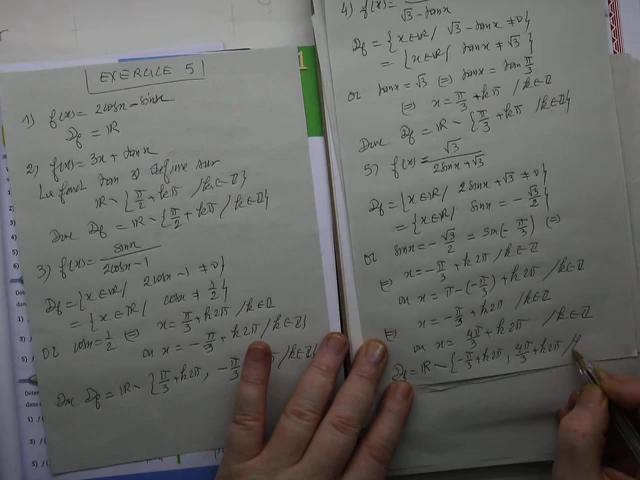 EXERCICE 5
1) f(x) = 2cosx - sinx
Df = IR
2) f(x) = 3x + tanx
La fonct tan est définie sur
IR \ {π/2 + kπ / k∈Z}
Donc Df = IR \ {π/2 + kπ / k∈Z}
3) f(x) = sinx / 2cosx - 1
Df = {x∈IR / 2cosx - 1 ≠ 0}
= {x∈IR / cosx ≠ 1/2}
or cosx = 1/2 ⇔ x = π/3 + k2π / k∈Z
ou x = -π/3 + k2π / k∈Z
Donc Df = IR \ {π/3 + k2π, -π/3 / k∈Z}
4) f(x) = √3 - tanx
Df = {x∈IR / √3 - tanx ≠ 0}
= {x∈IR / tanx ≠ √3}
or tanx = √3 ⇔ tanx = tan π/3
⇔ x = π/3 + kπ / k∈Z
Donc Df = IR \ {π/3 + kπ / k∈Z}
5) f(x) = √3 / 2sinx + √3
Df = {x∈IR / 2sinx + √3 ≠ 0}
= {x∈IR / sinx = -√3/2}
or sinx = -√3/2 = sin(-π/3) ⇔
⇔ x = -π/3 + k2π / k∈Z
ou x = π - (-π/3) + k2π / k∈Z
⇔ x = -π/3 + k2π / k∈Z
ou x = 4π/3 + k2π / k∈Z
Df = IR \ {-π/3 + k2π, 4π/3 + k2π /